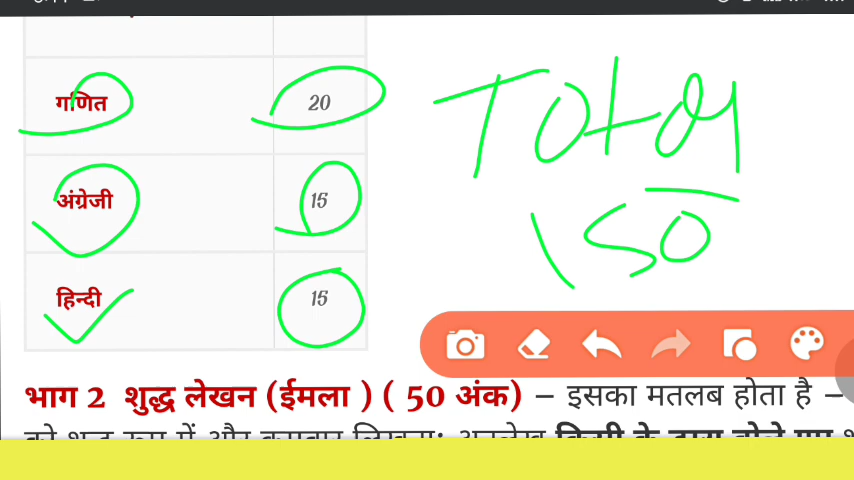 गणित 20
Total
अंग्रेजी 15
150
हिन्दी 15
भाग 2 शुद्ध लेखन (ईमला ) ( 50 अंक) – इसका मतलब होता है –